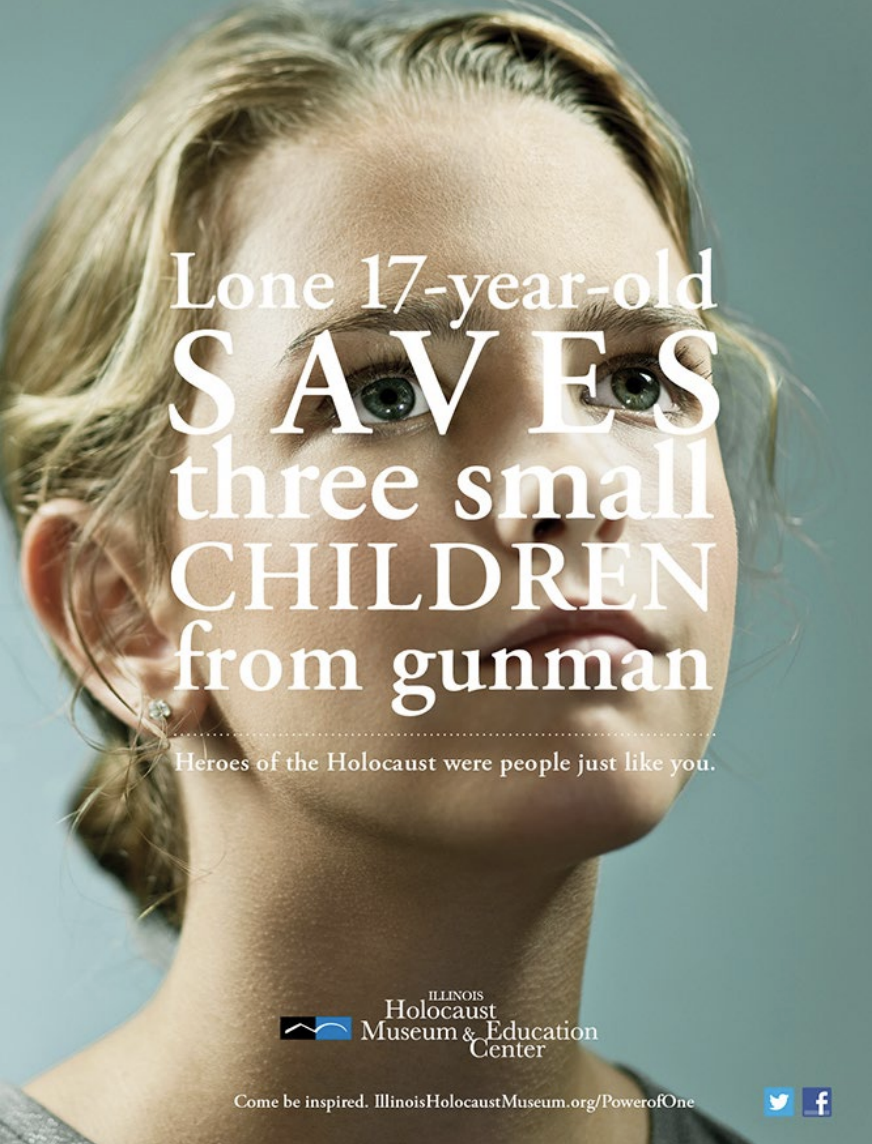 Lone 17-year-old
SAVES
three small
CHILDREN
from gunman
Heroes of the Holocaust were people just like you.
ILLINOIS
Holocaust
Museum & Education
Center
Come be inspired. IllinoisHolocaustMuseum.org/PowerofOne